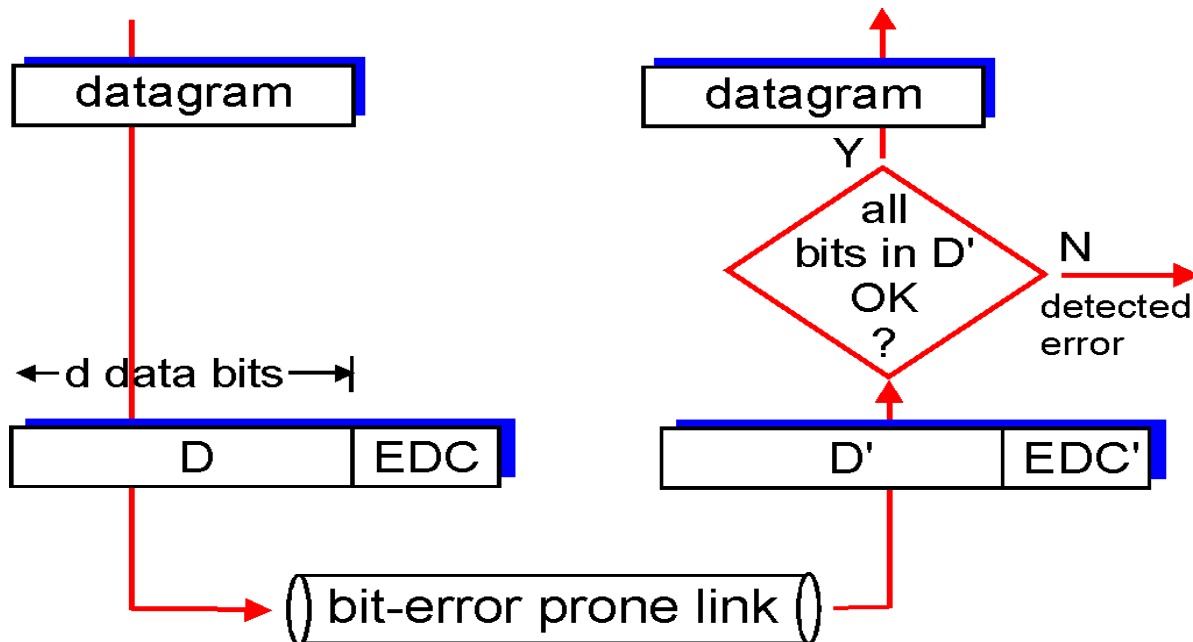 datagram
d data bits
D
EDC
bit-error prone link
datagram
Y
all
bits in D'
OK
?
N
detected
error
D'
EDC'